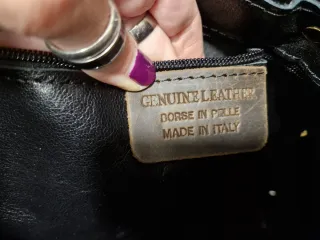 GENUINE LEATHER
BORSE IN PELLE
MADE IN ITALY